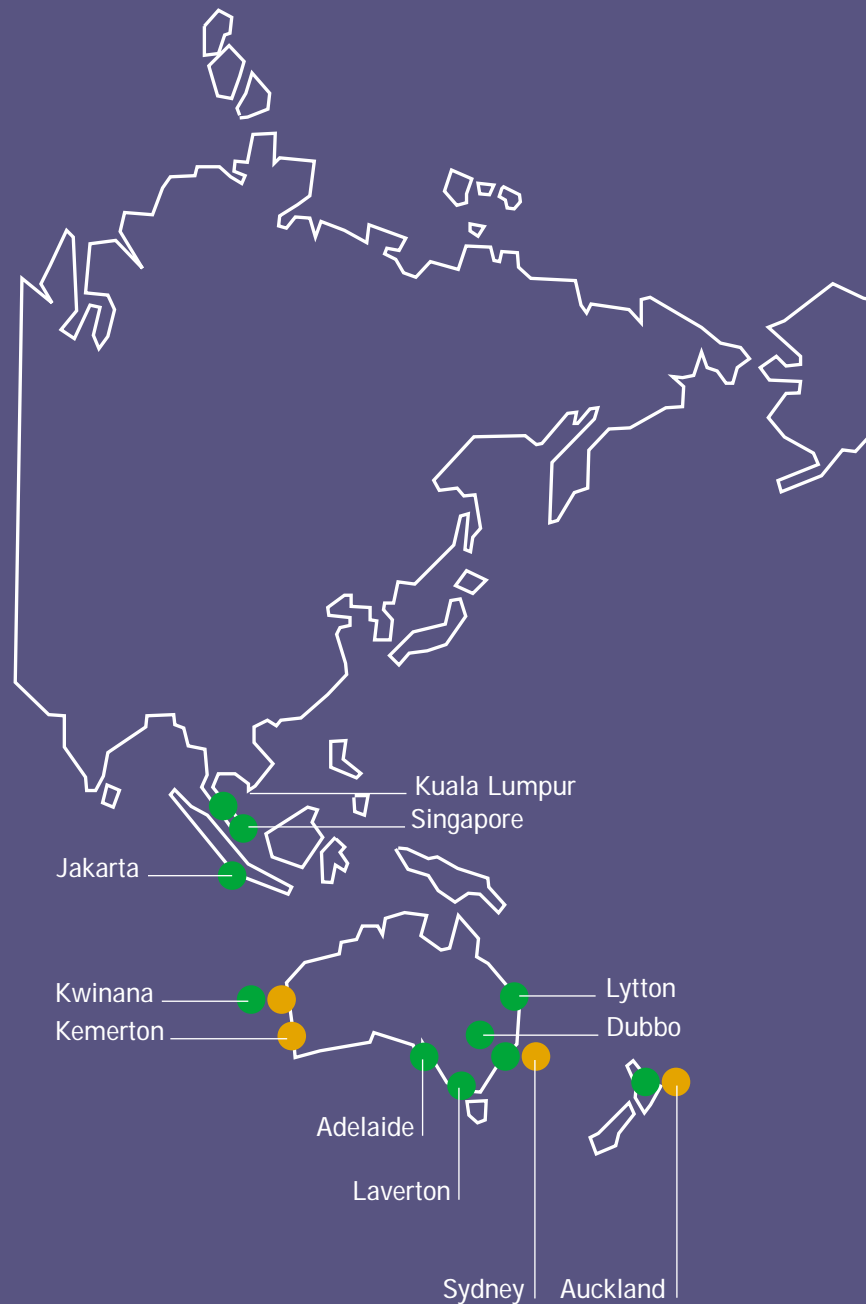 Kuala Lumpur
Singapore
Jakarta
Kwinana
Lytton
Kemerton
Dubbo
Adelaide
Laverton
Sydney
Auckland